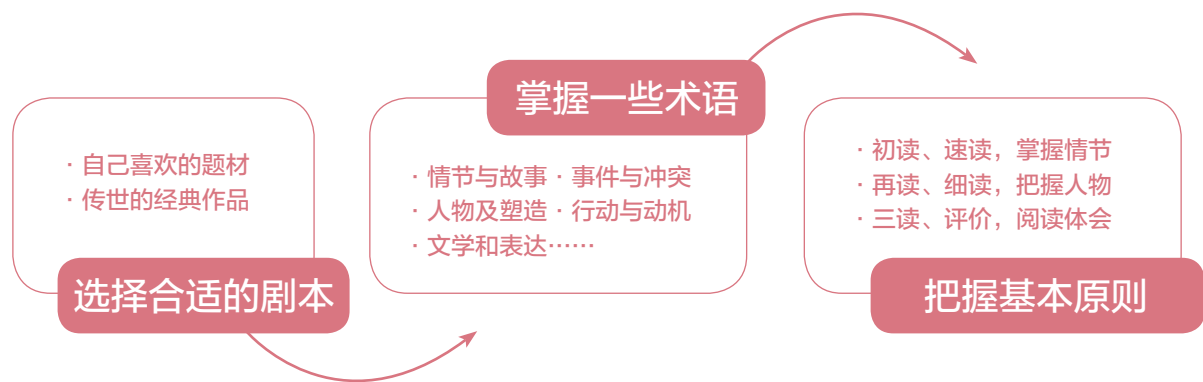 · 自己喜欢的题材
· 传世的经典作品
选择合适的剧本
掌握一些术语
· 情节与故事 · 事件与冲突
· 人物及塑造 · 行动与动机
· 文学和表达……
· 初读、速读，掌握情节
· 再读、细读，把握人物
· 三读、评价，阅读体会
把握基本原则